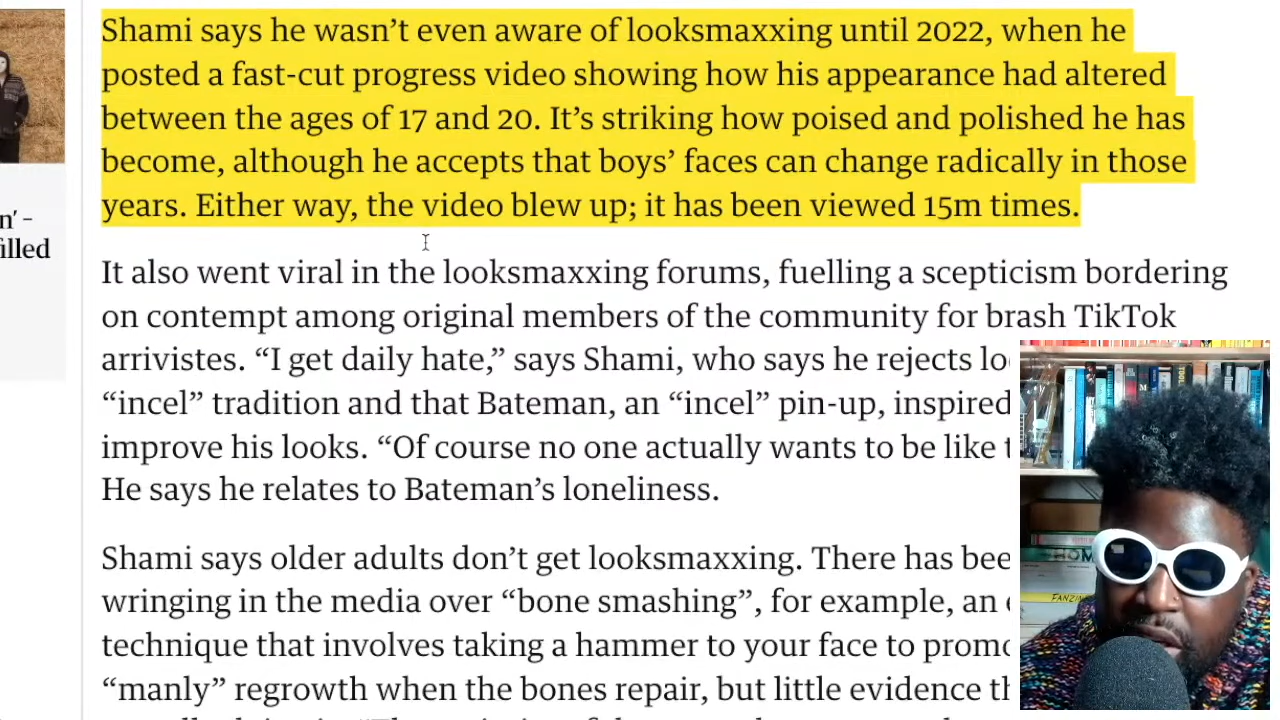 Shami says he wasn’t even aware of looksmaxxing until 2022, when he
posted a fast-cut progress video showing how his appearance had altered
between the ages of 17 and 20. It’s striking how poised and polished he has
become, although he accepts that boys’ faces can change radically in those
years. Either way, the video blew up; it has been viewed 15m times.
n’ –
illed
It also went viral in the looksmaxxing forums, fuelling a scepticism bordering
on contempt among original members of the community for brash TikTok
arrivistes. “I get daily hate,” says Shami, who says he rejects lo
“incel” tradition and that Bateman, an “incel” pin-up, inspired
improve his looks. “Of course no one actually wants to be like t
He says he relates to Bateman’s loneliness.
Shami says older adults don’t get looksmaxxing. There has bee
wringing in the media over “bone smashing”, for example, an
technique that involves taking a hammer to your face to promo
“manly” regrowth when the bones repair, but little evidence th
FANZIN